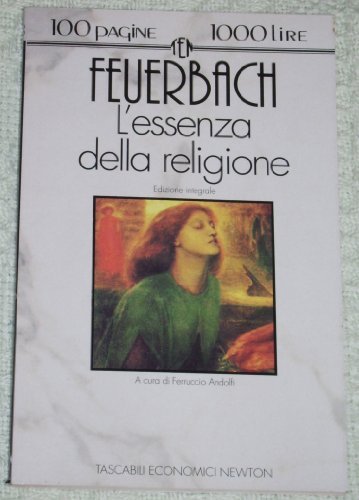 100 PAGINE 1000 LIRE
TEN
FEUERBACH
L'essenza
della religione
Edizione integrale
A cura di Ferruccio Andolfi
TASCABILI ECONOMICI NEWTON